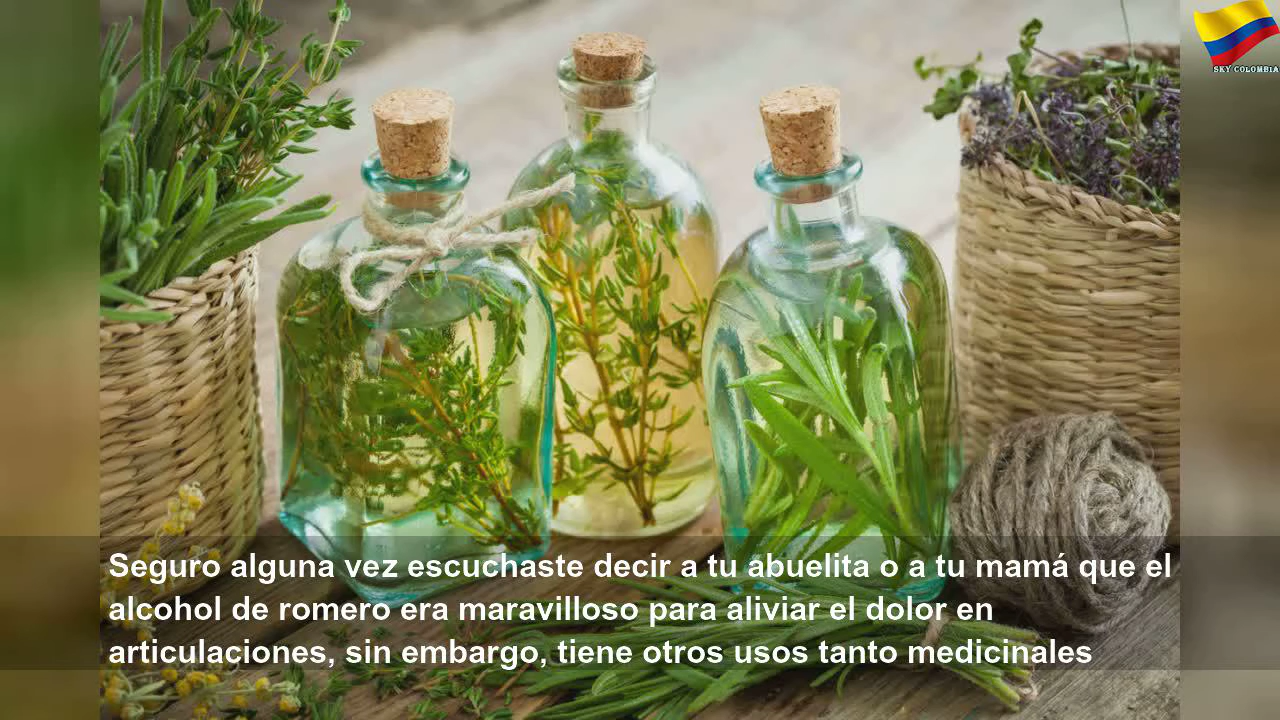 SKY COLOMBIA
Seguro alguna vez escuchaste decir a tu abuelita o a tu mamá que el
alcohol de romero era maravilloso para aliviar el dolor en
articulaciones, sin embargo, tiene otros usos tanto medicinales